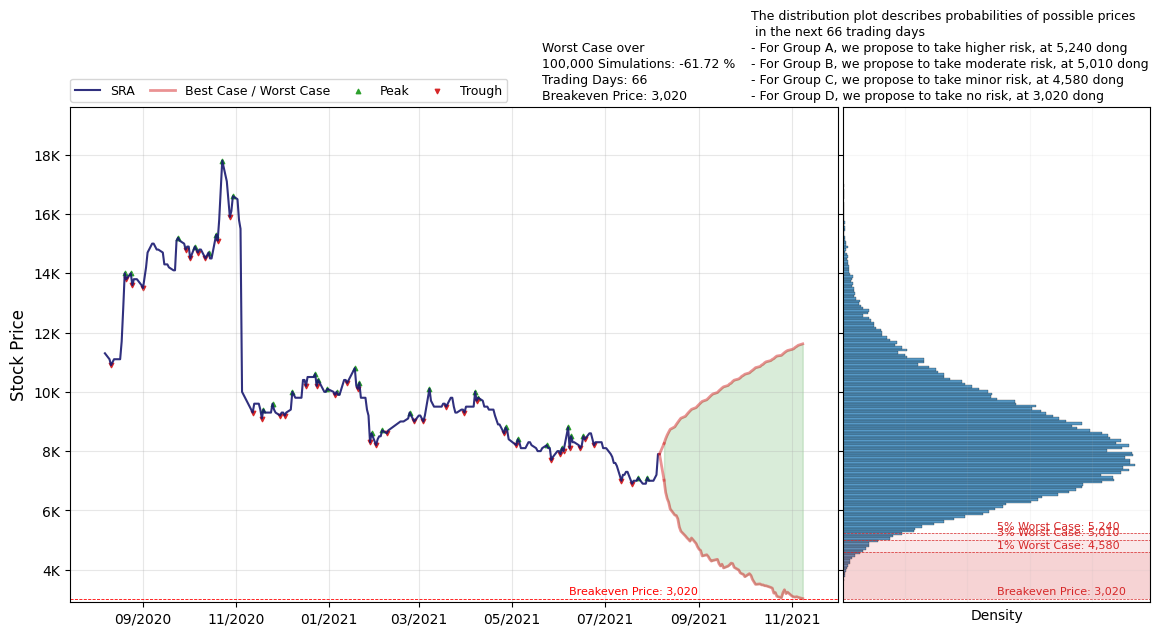 The distribution plot describes probabilities of possible prices
in the next 66 trading days
- For Group A, we propose to take higher risk, at 5,240 dong
- For Group B, we propose to take moderate risk, at 5,010 dong
- For Group C, we propose to take minor risk, at 4,580 dong
- For Group D, we propose to take no risk, at 3,020 dong
Worst Case over
100,000 Simulations: -61.72 %
Trading Days: 66
Breakeven Price: 3,020
SRA
Best Case / Worst Case
Peak
Trough
Stock Price
18K
16K
14K
12K
10K
8K
6K
4K
Breakeven Price: 3,020
09/2020
11/2020
01/2021
03/2021
05/2021
07/2021
09/2021
11/2021
5% Worst Case: 5,240
3% Worst Case: 5,010
1% Worst Case: 4,580
Breakeven Price: 3,020
Density